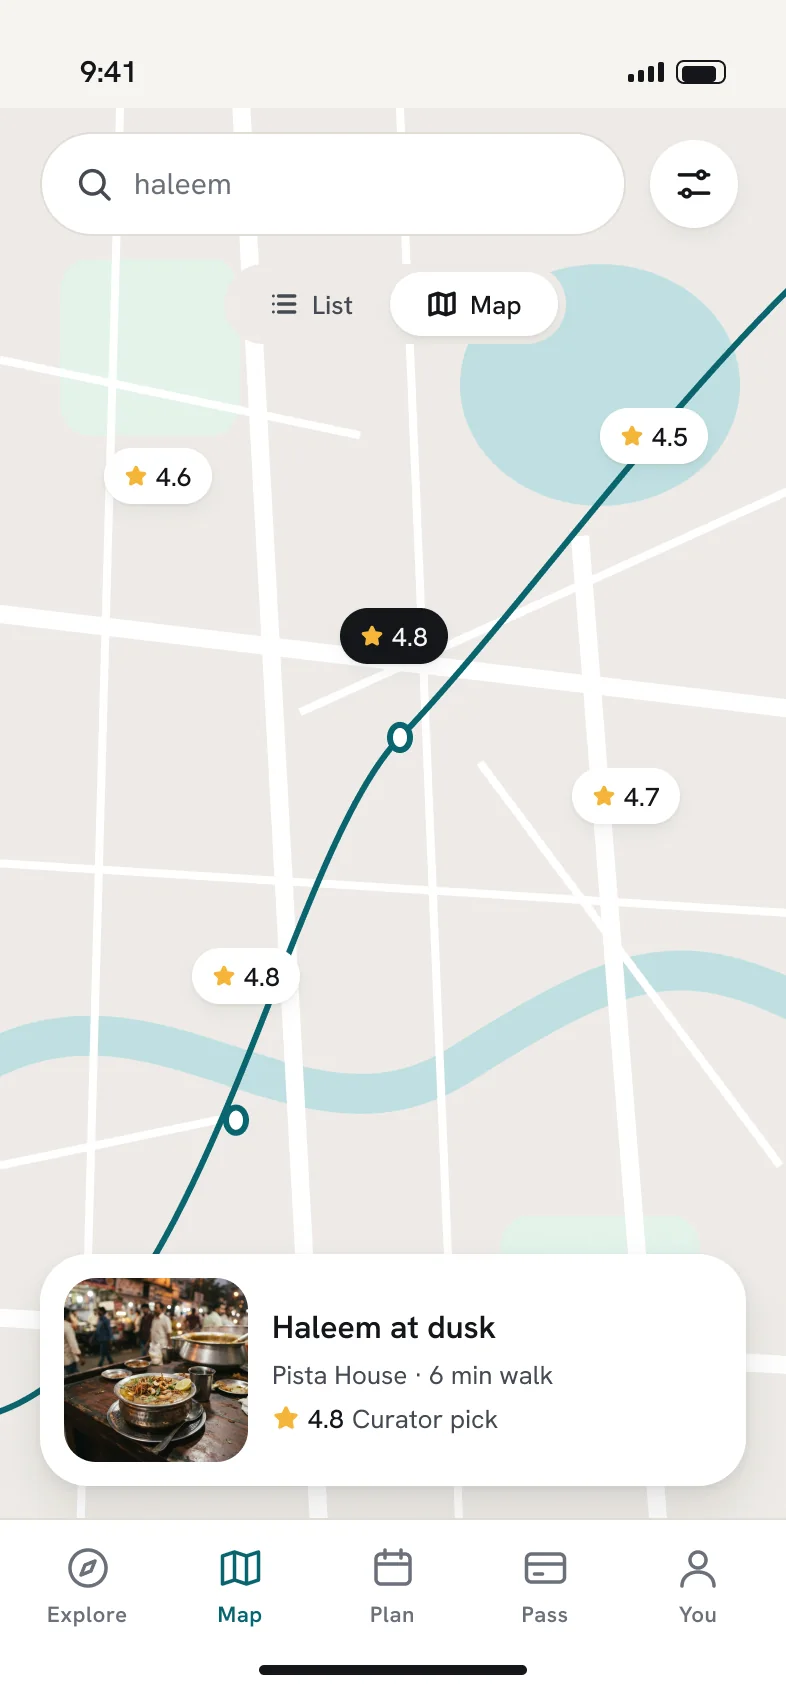 9:41
haleem
List
Map
4.5
4.6
4.8
4.7
4.8
Haleem at dusk
Pista House · 6 min walk
4.8 Curator pick
Explore
Map
Plan
Pass
You